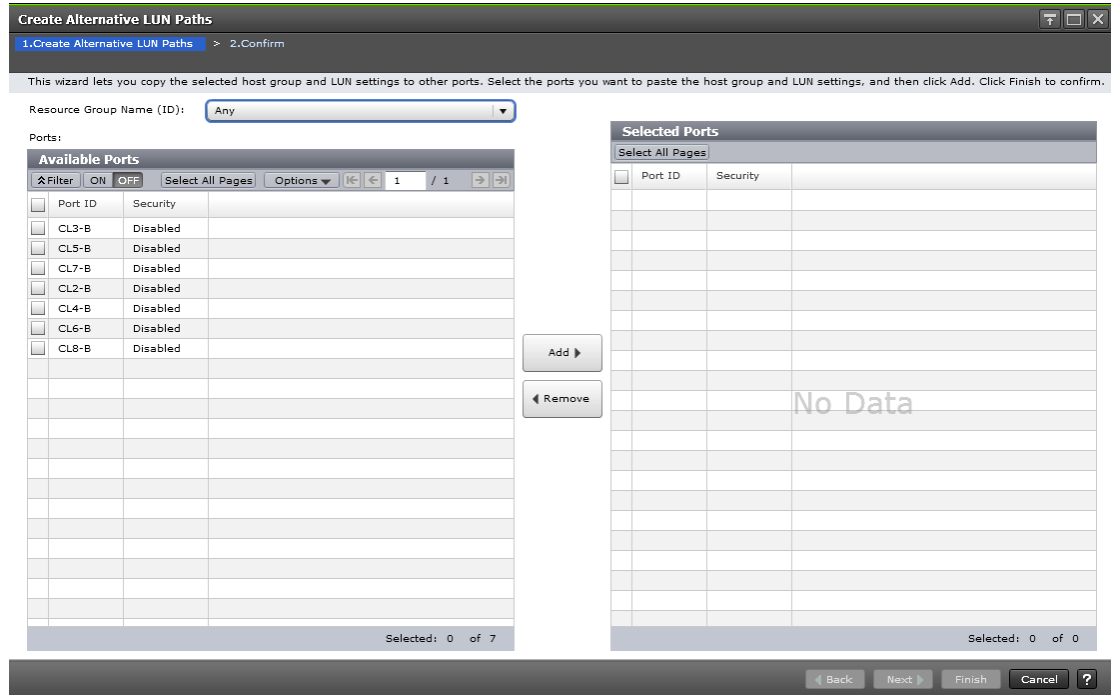 Create Alternative LUN Paths
1.Create Alternative LUN Paths > 2.Confirm
This wizard lets you copy the selected host group and LUN settings to other ports. Select the ports you want to paste the host group and LUN settings, and then click Add. Click Finish to confirm.
Resource Group Name (ID): Any
Ports:
Available Ports
Filter ON OFF Select All Pages Options 1 / 1
Port ID Security
CL3-B Disabled
CL5-B Disabled
CL7-B Disabled
CL2-B Disabled
CL4-B Disabled
CL6-B Disabled
CL8-B Disabled
Selected: 0 of 7
Add
Remove
Selected Ports
Select All Pages
Port ID Security
No Data
Selected: 0 of 0
Back Next Finish Cancel ?